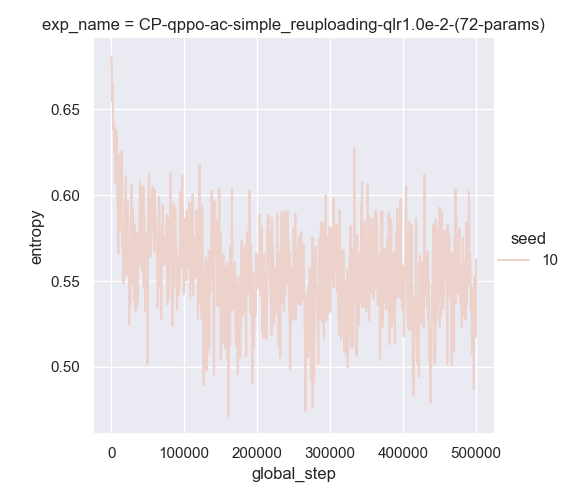 exp_name = CP-qppo-ac-simple_reuploading-qlr1.0e-2-(72-params)
0.65
0.60
0.55
0.50
entropy
0
100000
200000
300000
400000
500000
global_step
seed
10